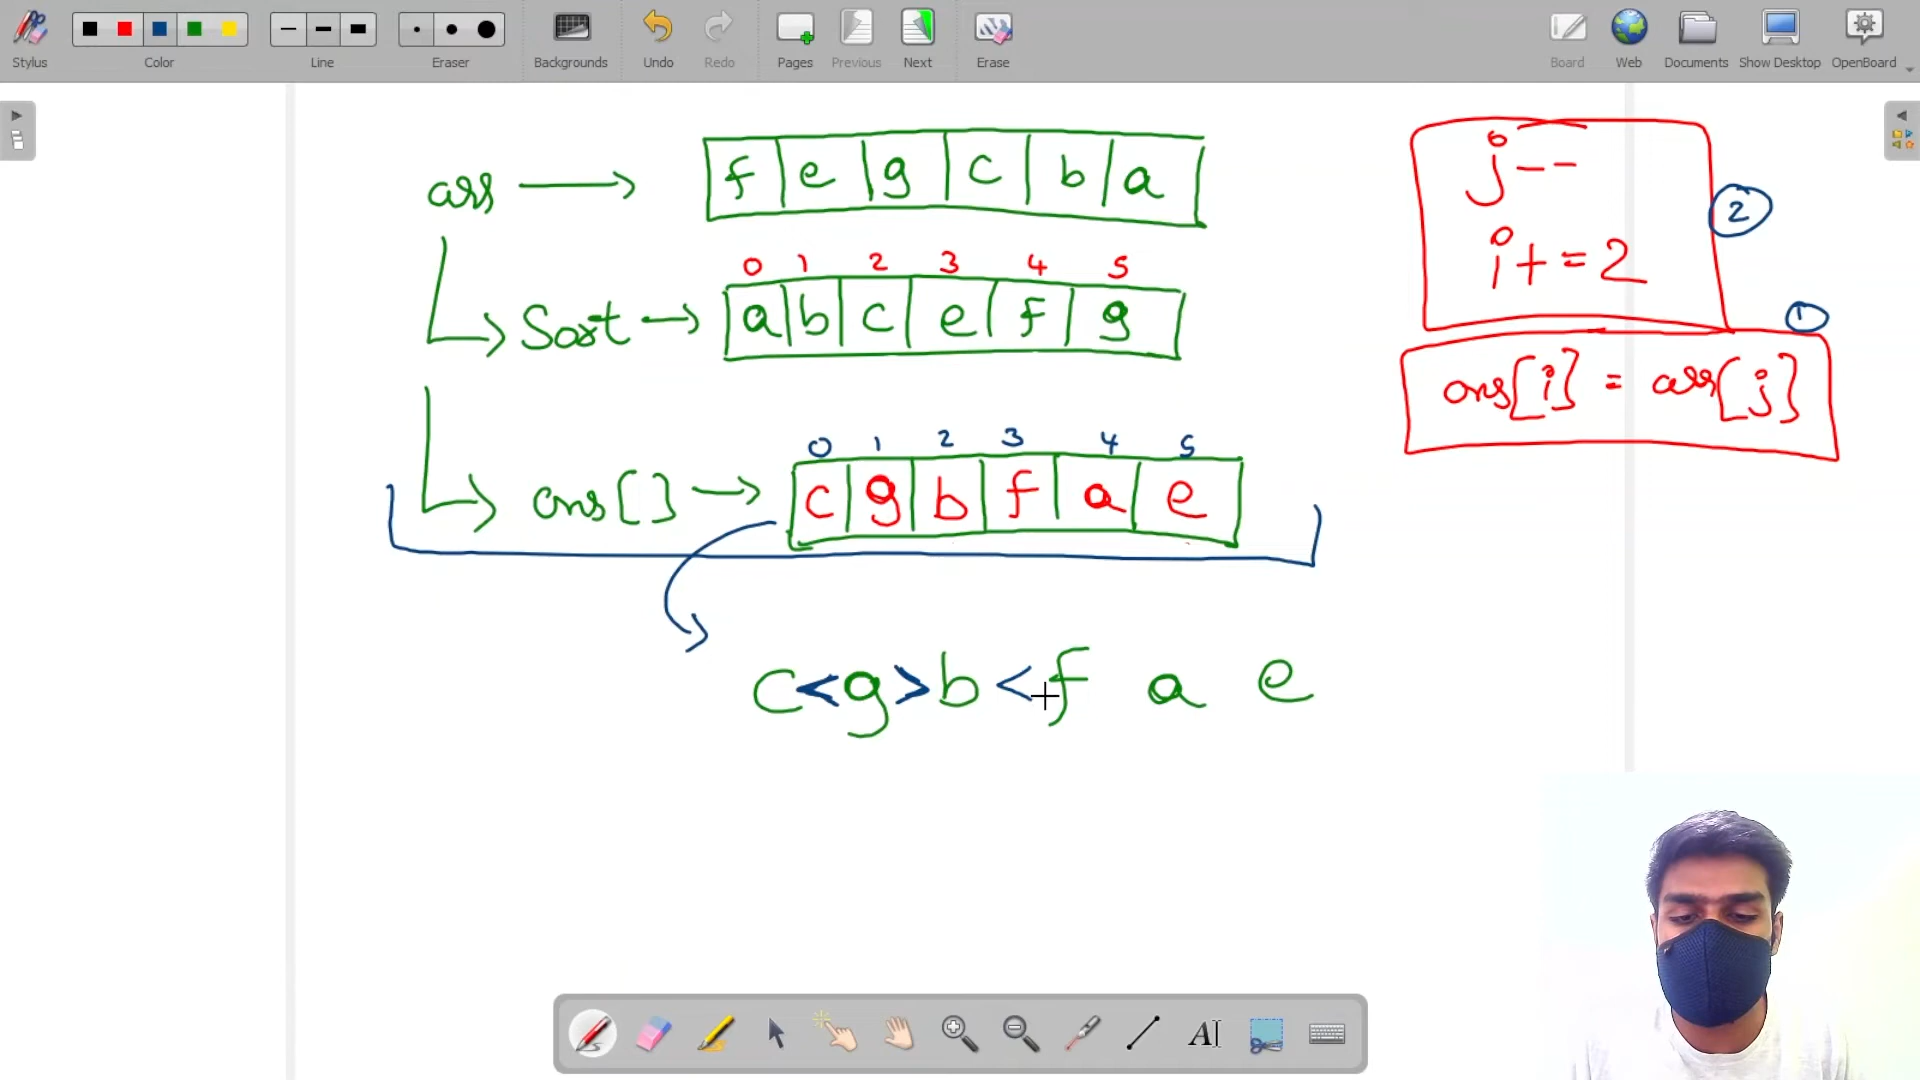 Stylus Color Line Eraser Backgrounds Undo Redo Pages Previous Next Erase Board Web Documents Show Desktop OpenBoard
arr → f e g c b a
0 1 2 3 4 5
Sort → a b c e f g
0 1 2 3 4 5
ans[] → c g b f a e
c < g > b < f a e
j--
i+=2
2
1
ans[i] = arr[j]
AI